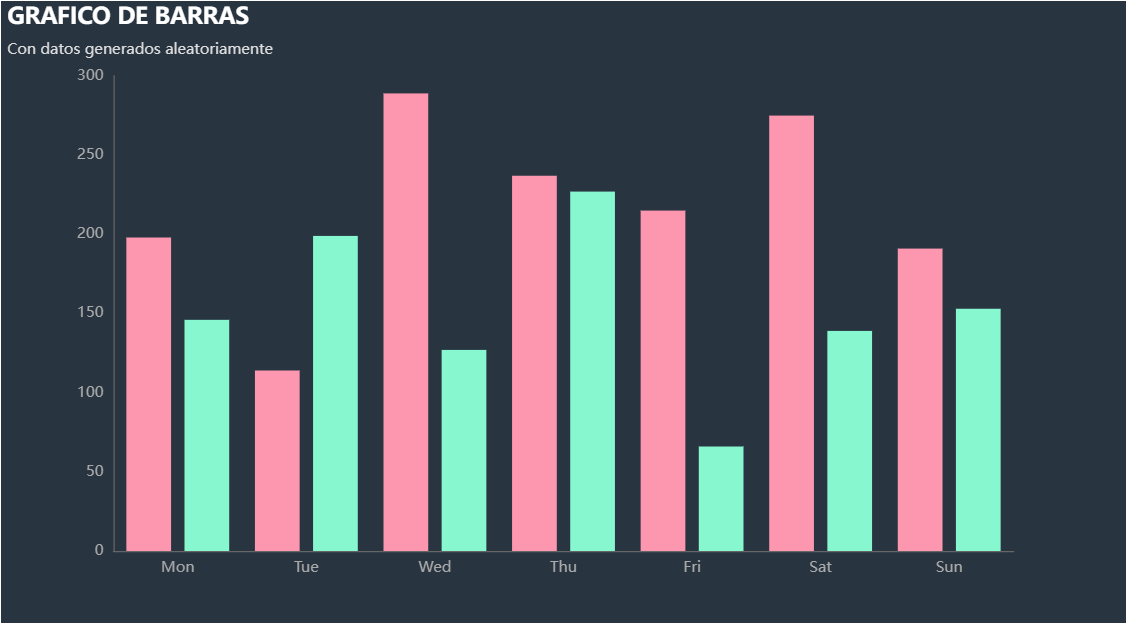 GRAFICO DE BARRAS
Con datos generados aleatoriamente
300
250
200
150
100
50
0
Mon Tue Wed Thu Fri Sat Sun